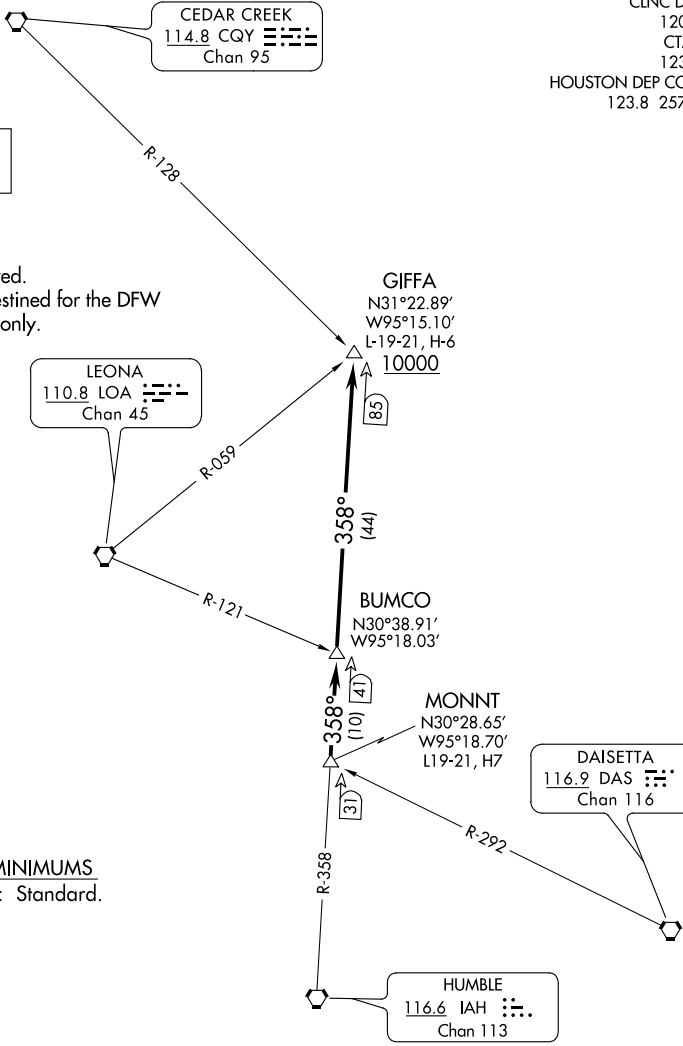 CEDAR CREEK
114.8 CQY
Chan 95
CLNC D
120
CTA
123
HOUSTON DEP CO
123.8 257
R-128
ed.
estined for the DFW
only.
GIFFA
N31°22.89'
W95°15.10'
L-19-21, H-6
10000
85
LEONA
110.8 LOA
Chan 45
R-059
358°
(44)
R-121
BUMCO
N30°38.91'
W95°18.03'
41
358°
(10)
MONNT
N30°28.65'
W95°18.70'
L19-21, H7
31
DAISETTA
116.9 DAS
Chan 116
R-292
R-358
MINIMUMS
: Standard.
HUMBLE
116.6 IAH
Chan 113